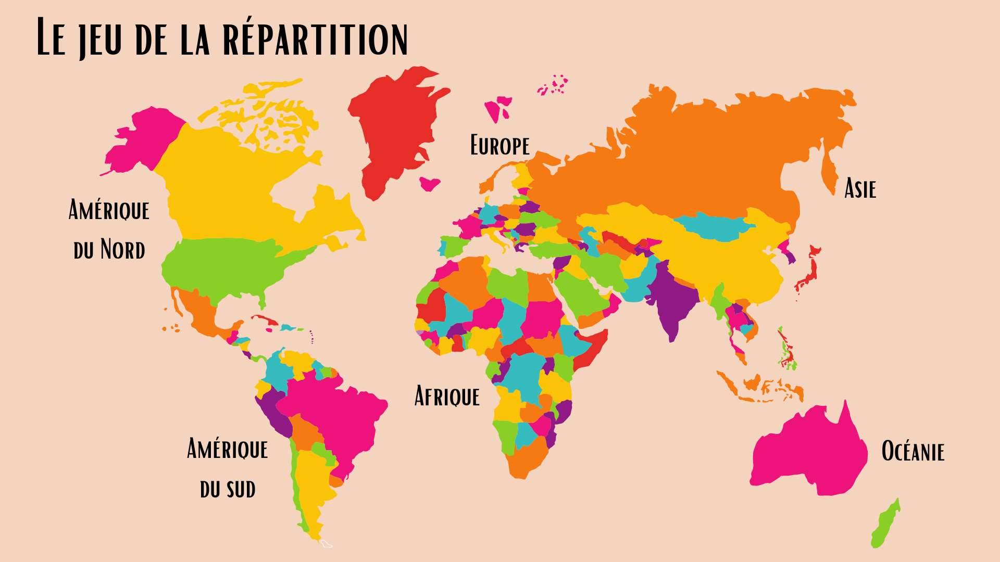 Le jeu de la répartition
Europe
Asie
Amérique
du Nord
Afrique
Amérique
du sud
Océanie